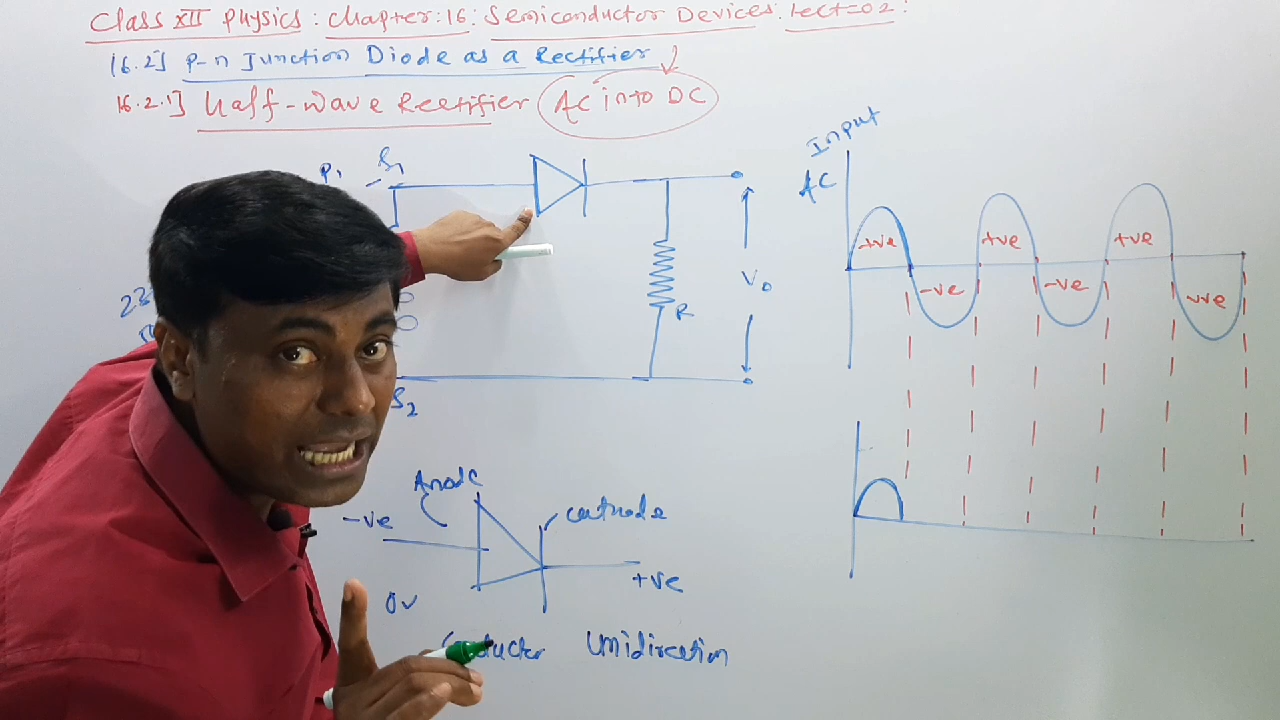 Class XII Physics: Chapter:16: Semiconductor Devices. Lect=02:
16.2] P-n Junction Diode as a Rectifier
16.2.1] Half-Wave Rectifier AC into DC
Input
AC
P1 S1
+ve +ve +ve
-ve -ve -ve
V0
R
S2
Anode
cathode
-ve
+ve
0v
Unidirection